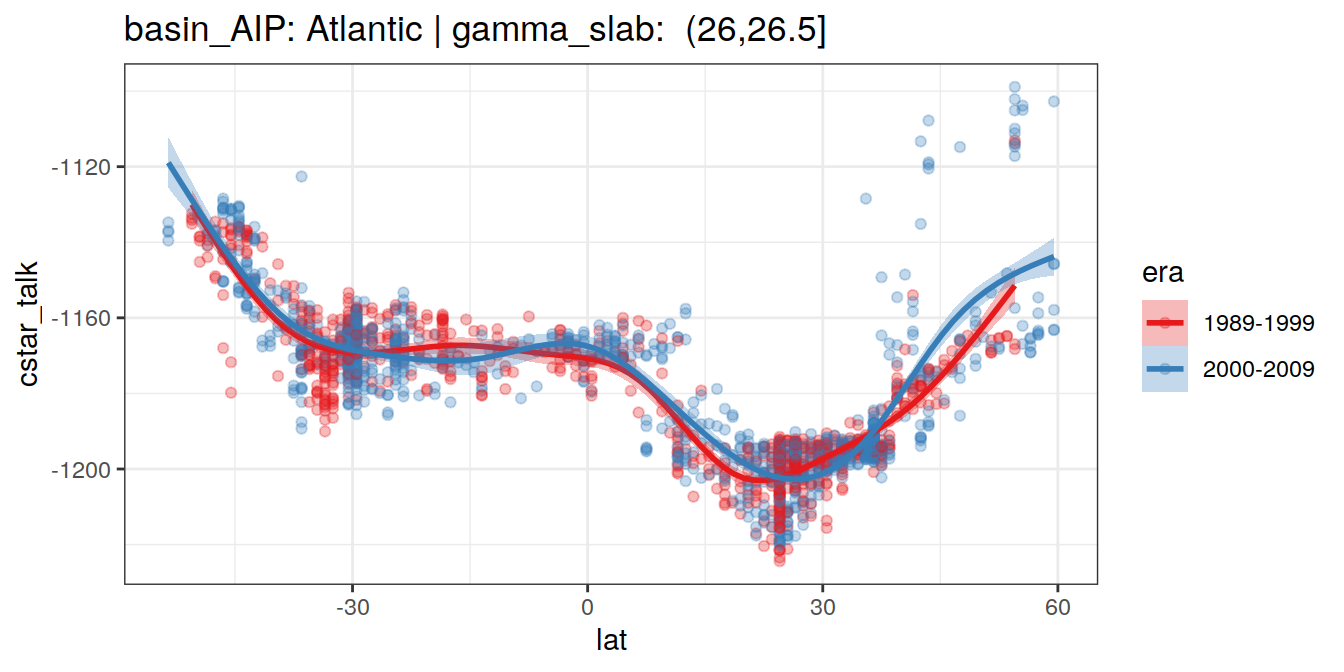 basin_AIP: Atlantic | gamma_slab:  (26,26.5]
-1120
-1160
-1200
cstar_talk
-30
0
30
60
lat
era
1989-1999
2000-2009